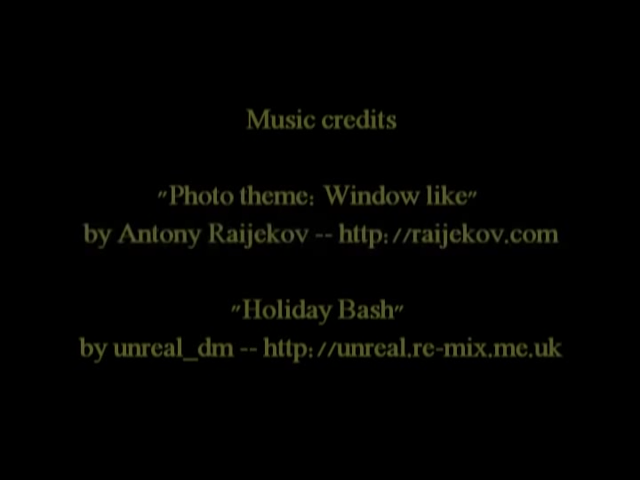 Music credits
"Photo theme: Window like"
by Antony Raijekov -- http://raijekov.com
"Holiday Bash"
by unreal_dm -- http://unreal.re-mix.me.uk